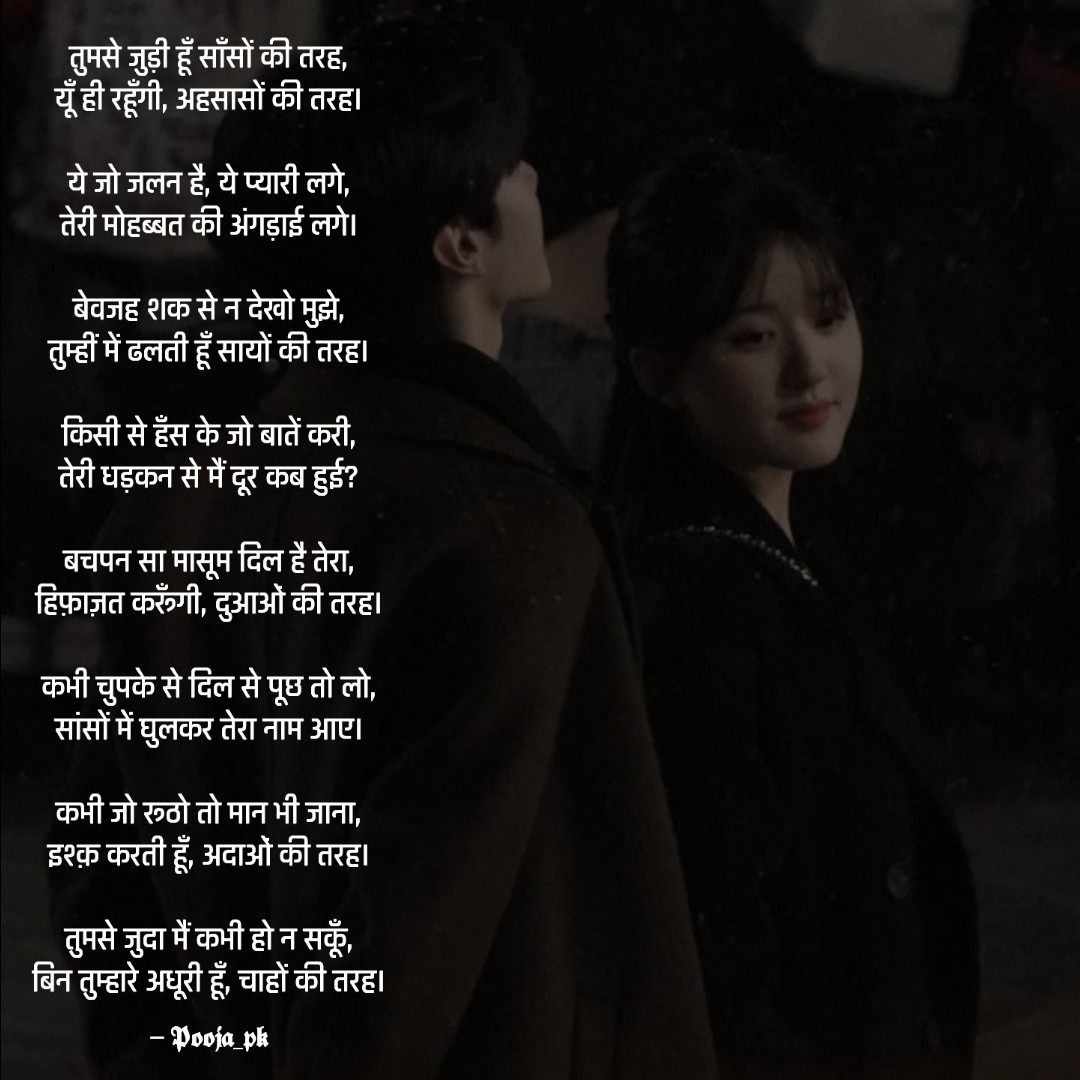 तुमसे जुड़ी हूँ साँसों की तरह,
यूँ ही रहूँगी, अहसासों की तरह।
ये जो जलन है, ये प्यारी लगे,
तेरी मोहब्बत की अंगड़ाई लगे।
बेवजह शक से न देखो मुझे,
तुम्हीं में ढलती हूँ सायों की तरह।
किसी से हँस के जो बातें करी,
तेरी धड़कन से मैं दूर कब हुई?
बचपन सा मासूम दिल है तेरा,
हिफ़ाज़त करूँगी, दुआओं की तरह।
कभी चुपके से दिल से पूछ तो लो,
सांसों में घुलकर तेरा नाम आए।
कभी जो रूठो तो मान भी जाना,
इश्क़ करती हूँ, अदाओं की तरह।
तुमसे जुदा मैं कभी हो न सकूँ,
बिन तुम्हारे अधूरी हूँ, चाहों की तरह।
– Pooja_pk